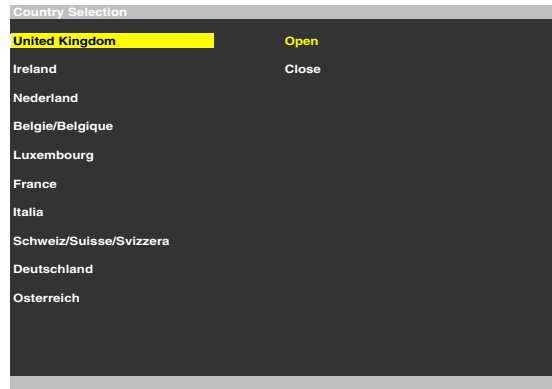 Country Selection
United Kingdom Open
Ireland Close
Nederland
Belgie/Belgique
Luxembourg
France
Italia
Schweiz/Suisse/Svizzera
Deutschland
Osterreich